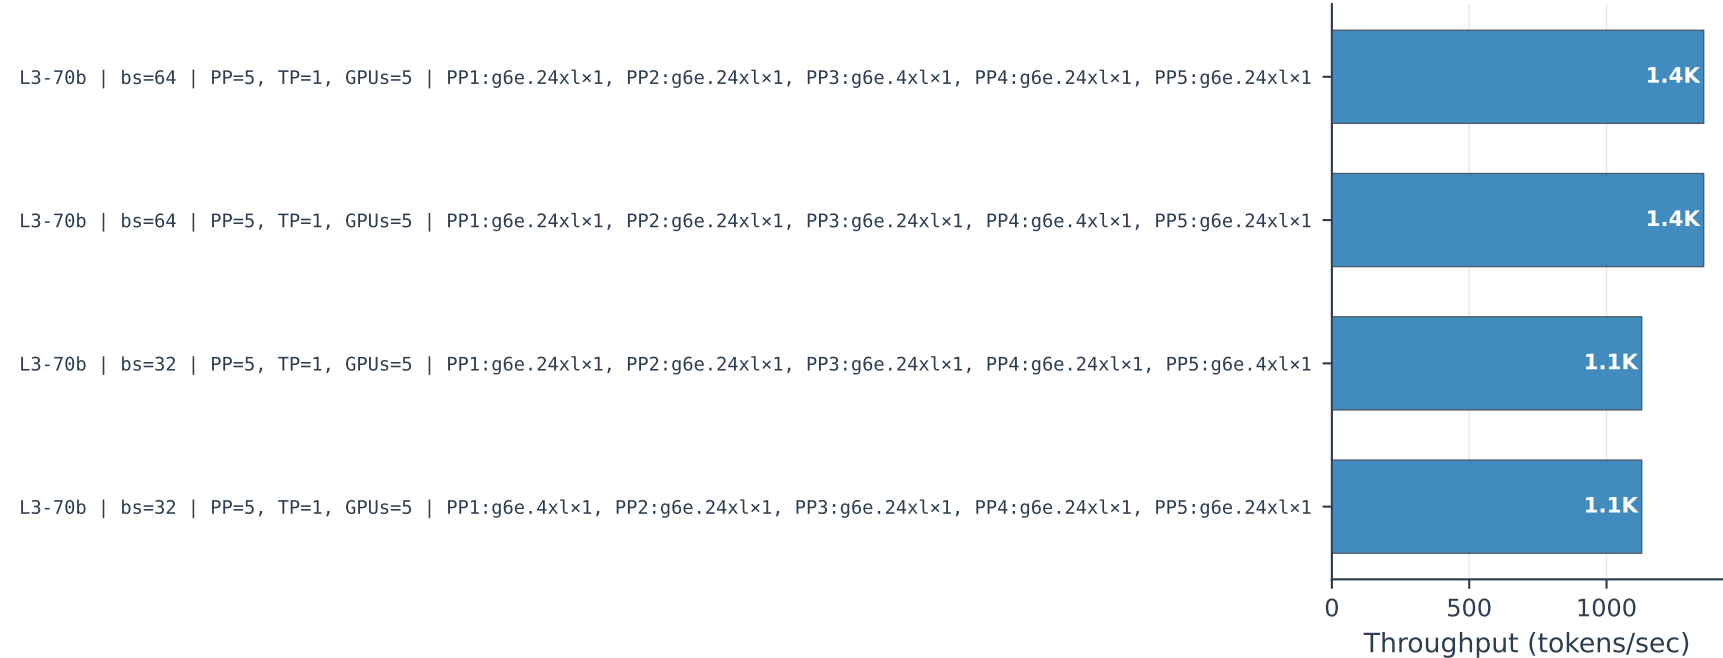 L3-70b | bs=64 | PP=5, TP=1, GPUs=5 | PP1:g6e.24xl×1, PP2:g6e.24xl×1, PP3:g6e.4xl×1, PP4:g6e.24xl×1, PP5:g6e.24xl×1
1.4K
L3-70b | bs=64 | PP=5, TP=1, GPUs=5 | PP1:g6e.24xl×1, PP2:g6e.24xl×1, PP3:g6e.24xl×1, PP4:g6e.4xl×1, PP5:g6e.24xl×1
1.4K
L3-70b | bs=32 | PP=5, TP=1, GPUs=5 | PP1:g6e.24xl×1, PP2:g6e.24xl×1, PP3:g6e.24xl×1, PP4:g6e.24xl×1, PP5:g6e.4xl×1
1.1K
L3-70b | bs=32 | PP=5, TP=1, GPUs=5 | PP1:g6e.4xl×1, PP2:g6e.24xl×1, PP3:g6e.24xl×1, PP4:g6e.24xl×1, PP5:g6e.24xl×1
1.1K
0 500 1000
Throughput (tokens/sec)